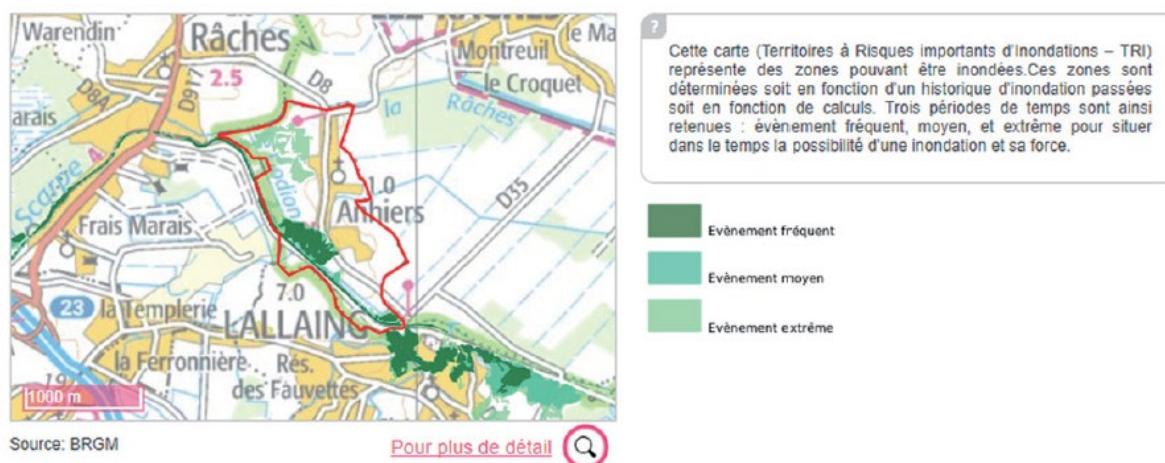 Warendin
Râches
le Ma
Montreuil
le Croquet
2.5
D8
D917
D8A
la
Râches
arais
4
Scarpe
1.0
Anhiers
D35
Frais Marais
7.0
23
la Templerie
LALLAING
la Ferronnière
Rés.
des Fauvettes
19
1000 m
Source: BRGM
Pour plus de détail
?
Cette carte (Territoires à Risques importants d'Inondations – TRI)
représente des zones pouvant être inondées.Ces zones sont
déterminées soit en fonction d'un historique d'inondation passées
soit en fonction de calculs. Trois périodes de temps sont ainsi
retenues : évènement fréquent, moyen, et extrême pour situer
dans le temps la possibilité d'une inondation et sa force.
Evènement fréquent
Evènement moyen
Evènement extrême